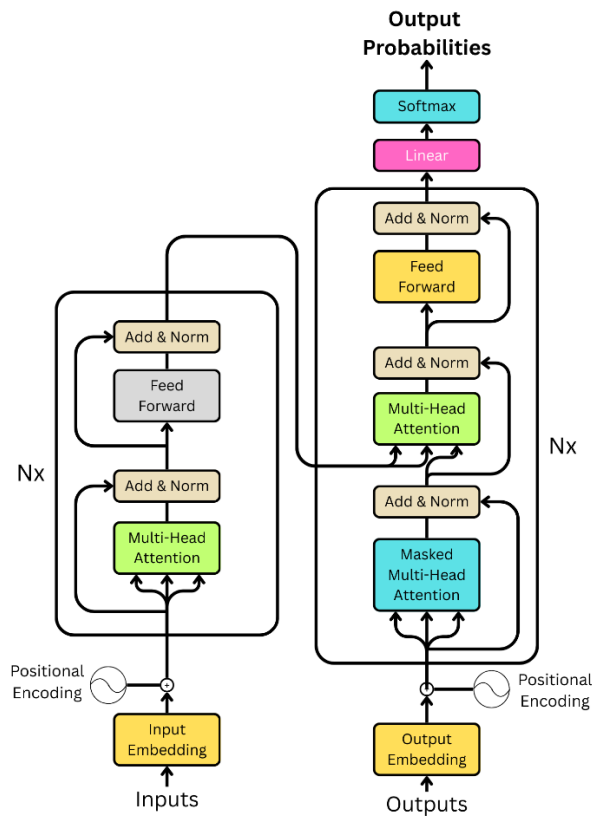 Output
Probabilities
Softmax
Linear
Add & Norm
Feed
Forward
Add & Norm
Multi-Head
Attention
Nx
Add & Norm
Masked
Multi-Head
Attention
Positional
Encoding
Output
Embedding
Outputs
Add & Norm
Feed
Forward
Nx
Add & Norm
Multi-Head
Attention
Positional
Encoding
+
Input
Embedding
Inputs